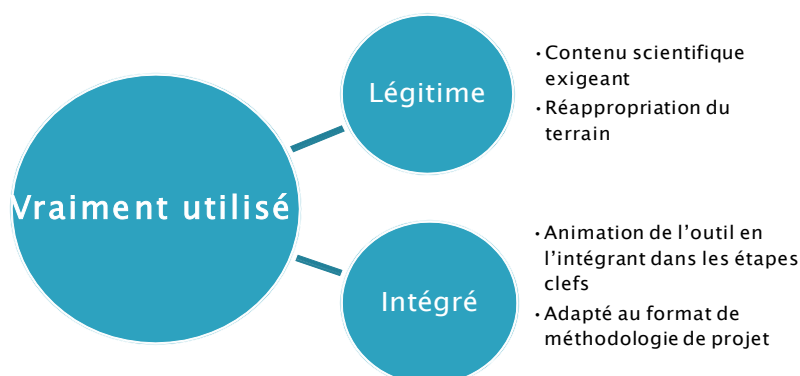 Vraiment utilisé
Légitime
•Contenu scientifique
exigeant
•Réappropriation du
terrain
Intégré
•Animation de l’outil en
l’intégrant dans les étapes
clefs
•Adapté au format de
méthodologie de projet